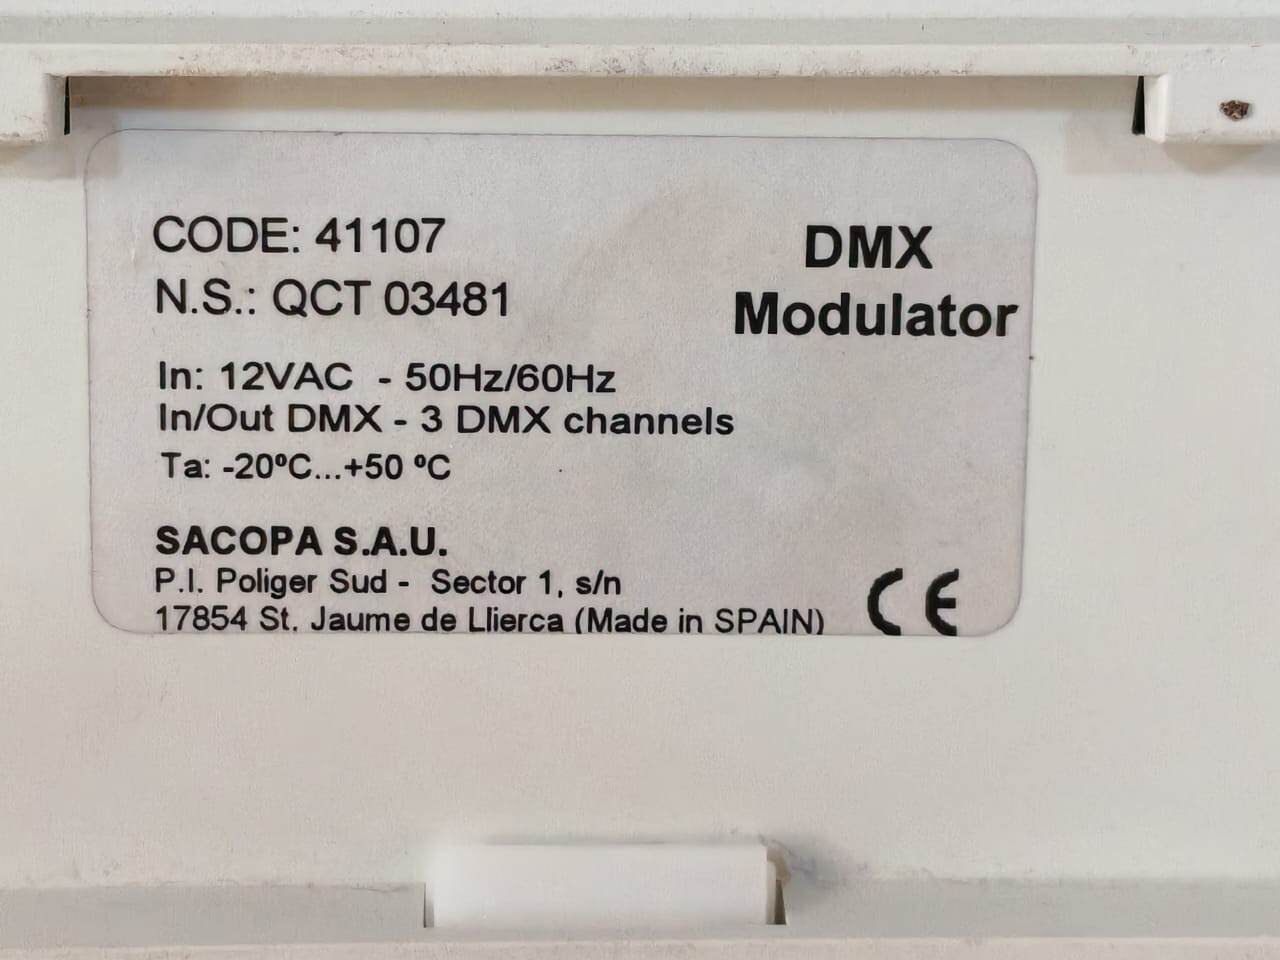 CODE: 41107
N.S.: QCT 03481
DMX
Modulator
In: 12VAC - 50Hz/60Hz
In/Out DMX - 3 DMX channels
Ta: -20ºC...+50 ºC
SACOPA S.A.U.
P.I. Poliger Sud - Sector 1, s/n
17854 St. Jaume de Llierca (Made in SPAIN)
CE